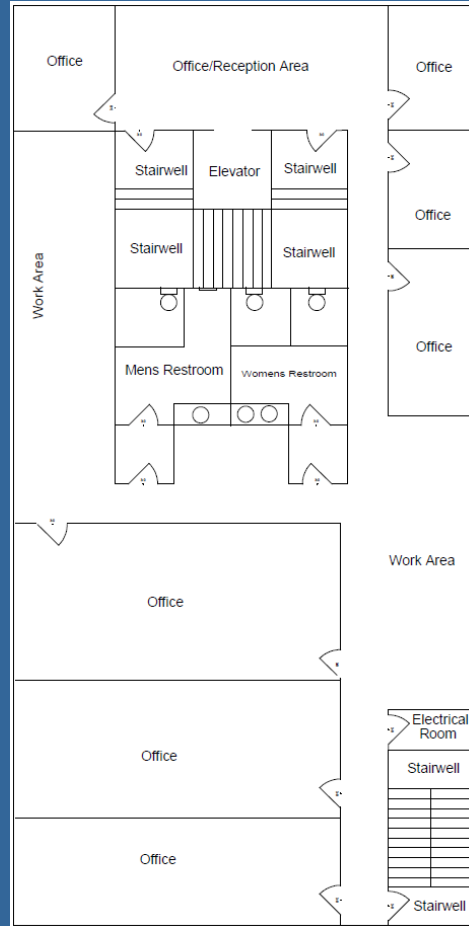 Office
Office/Reception Area
Office
Stairwell
Elevator
Stairwell
Office
Stairwell
Stairwell
Work Area
Office
Mens Restroom
Womens Restroom
Work Area
Office
Electrical
Room
Office
Stairwell
Office
Stairwell